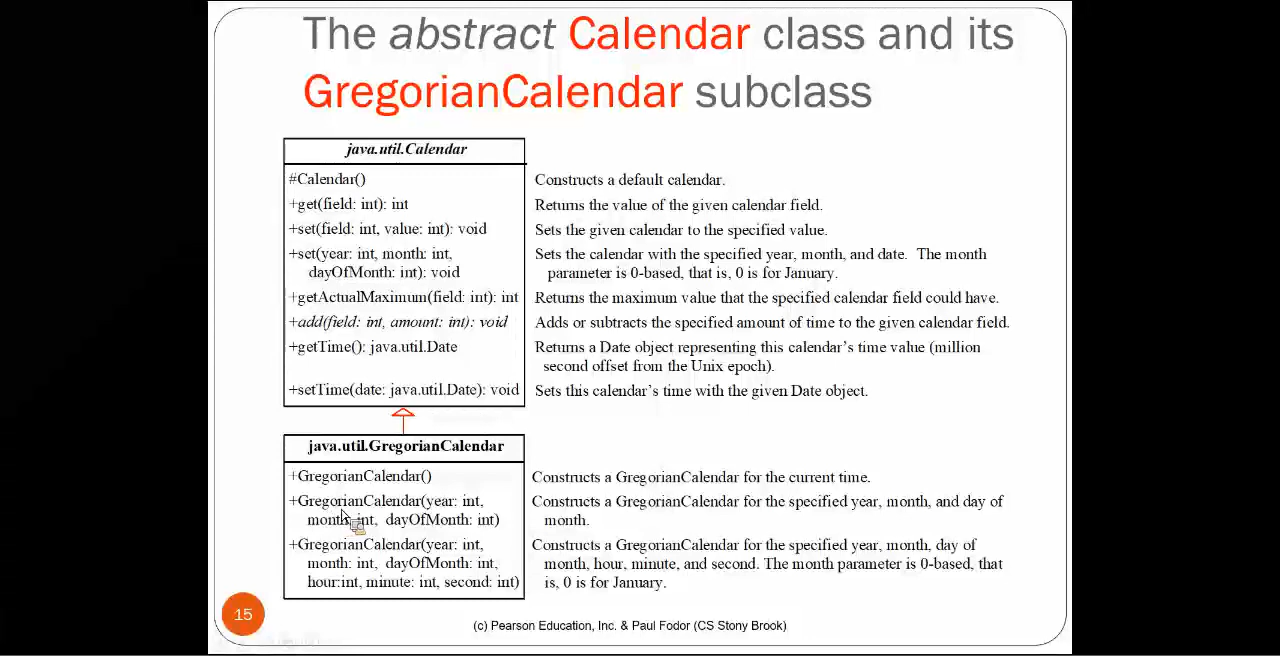 The abstract Calendar class and its
GregorianCalendar subclass
java.util.Calendar
#Calendar()
Constructs a default calendar.
+get(field: int): int
Returns the value of the given calendar field.
+set(field: int, value: int): void
Sets the given calendar to the specified value.
+set(year: int, month: int,
dayOfMonth: int): void
Sets the calendar with the specified year, month, and date. The month
parameter is 0-based, that is, 0 is for January.
+getActualMaximum(field: int): int
Returns the maximum value that the specified calendar field could have.
+add(field: int, amount: int): void
Adds or subtracts the specified amount of time to the given calendar field.
+getTime(): java.util.Date
Returns a Date object representing this calendar’s time value (million
second offset from the Unix epoch).
+setTime(date: java.util.Date): void
Sets this calendar’s time with the given Date object.
java.util.GregorianCalendar
+GregorianCalendar()
Constructs a GregorianCalendar for the current time.
+GregorianCalendar(year: int,
month: int, dayOfMonth: int)
Constructs a GregorianCalendar for the specified year, month, and day of
month.
+GregorianCalendar(year: int,
month: int, dayOfMonth: int,
hour:int, minute: int, second: int)
Constructs a GregorianCalendar for the specified year, month, day of
month, hour, minute, and second. The month parameter is 0-based, that
is, 0 is for January.
15
(c) Pearson Education, Inc. & Paul Fodor (CS Stony Brook)